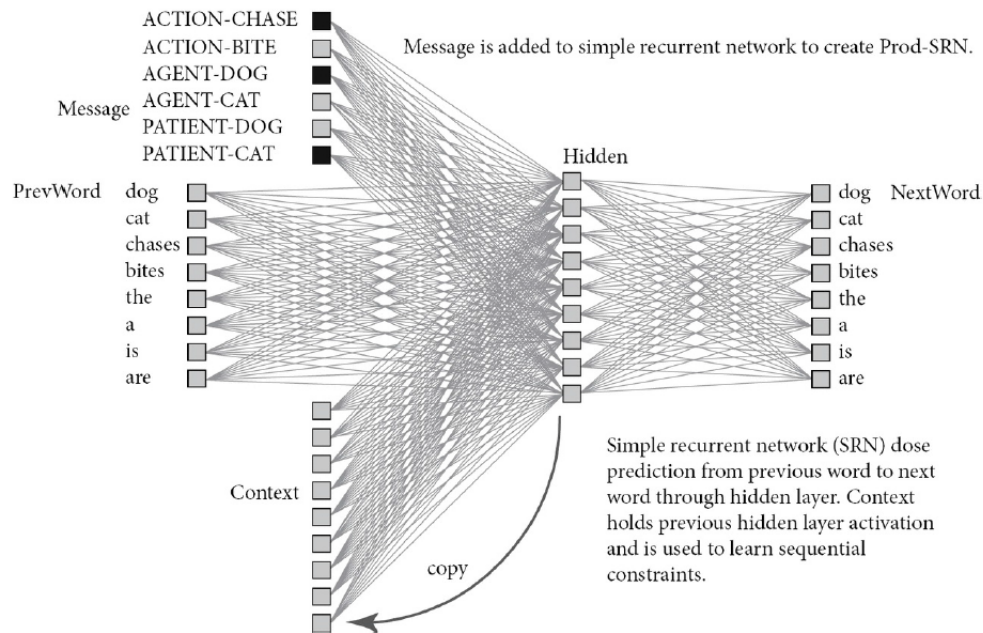 ACTION-CHASE
ACTION-BITE
AGENT-DOG
AGENT-CAT
PATIENT-DOG
PATIENT-CAT
Message
Message is added to simple recurrent network to create Prod-SRN.
PrevWord
dog
cat
chases
bites
the
a
is
are
Hidden
dog
cat
chases
bites
the
a
is
are
NextWord
Context
copy
Simple recurrent network (SRN) dose
prediction from previous word to next
word through hidden layer. Context
holds previous hidden layer activation
and is used to learn sequential
constraints.